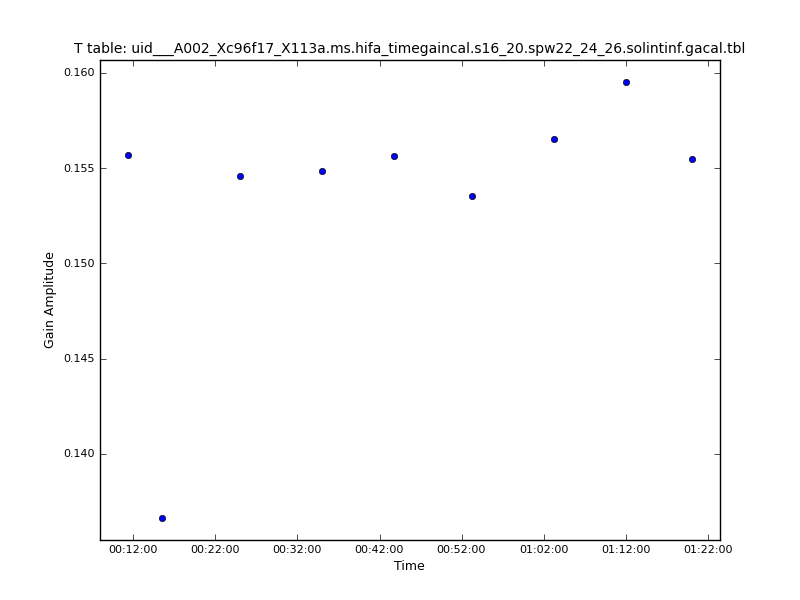 T table: uid___A002_Xc96f17_X113a.ms.hifa_timegaincal.s16_20.spw22_24_26.solintinf.gacal.tbl
0.160
0.155
0.150
0.145
0.140
Gain Amplitude
00:12:00 00:22:00 00:32:00 00:42:00 00:52:00 01:02:00 01:12:00 01:22:00
Time